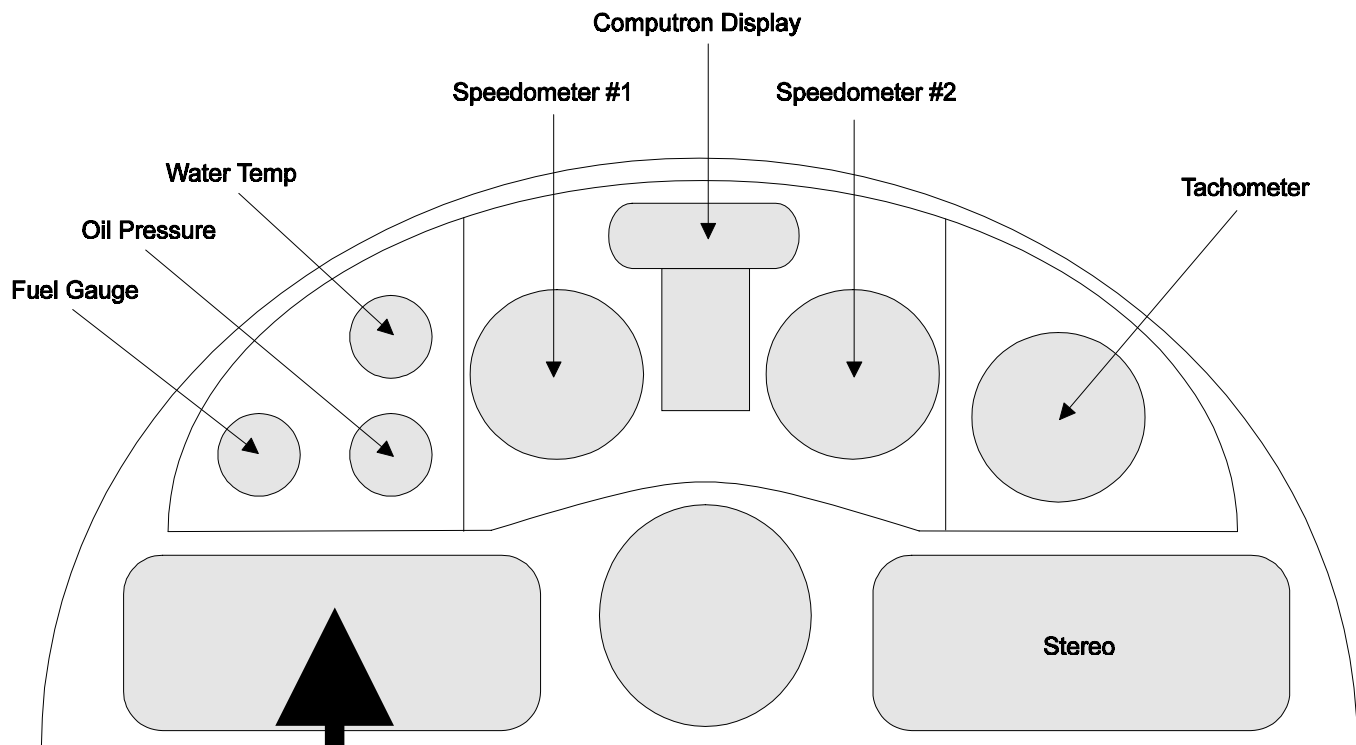 Computron Display
Speedometer #1
Speedometer #2
Water Temp
Tachometer
Oil Pressure
Fuel Gauge
Stereo